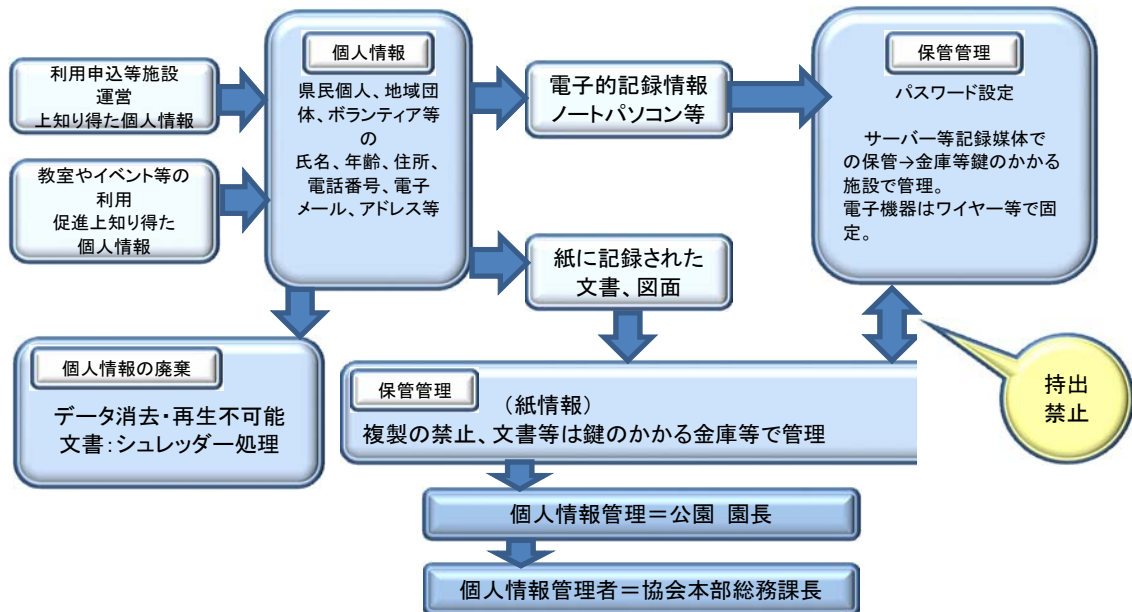 利用申込等施設
運営
上知り得た個人情報
教室やイベント等の
利用
促進上知り得た
個人情報
個人情報
県民個人、地域団
体、ボランティア等
の
氏名、年齢、住所、
電話番号、電子
メール、アドレス等
電子的記録情報
ノートパソコン等
紙に記録された
文書、図面
保管管理
パスワード設定
サーバー等記録媒体で
の保管→金庫等鍵のかかる
施設で管理。
電子機器はワイヤー等で固
定。
個人情報の廃棄
データ消去・再生不可能
文書：シュレッダー処理
保管管理
（紙情報）
複製の禁止、文書等は鍵のかかる金庫等で管理
持出
禁止
個人情報管理＝公園 園長
個人情報管理者＝協会本部総務課長